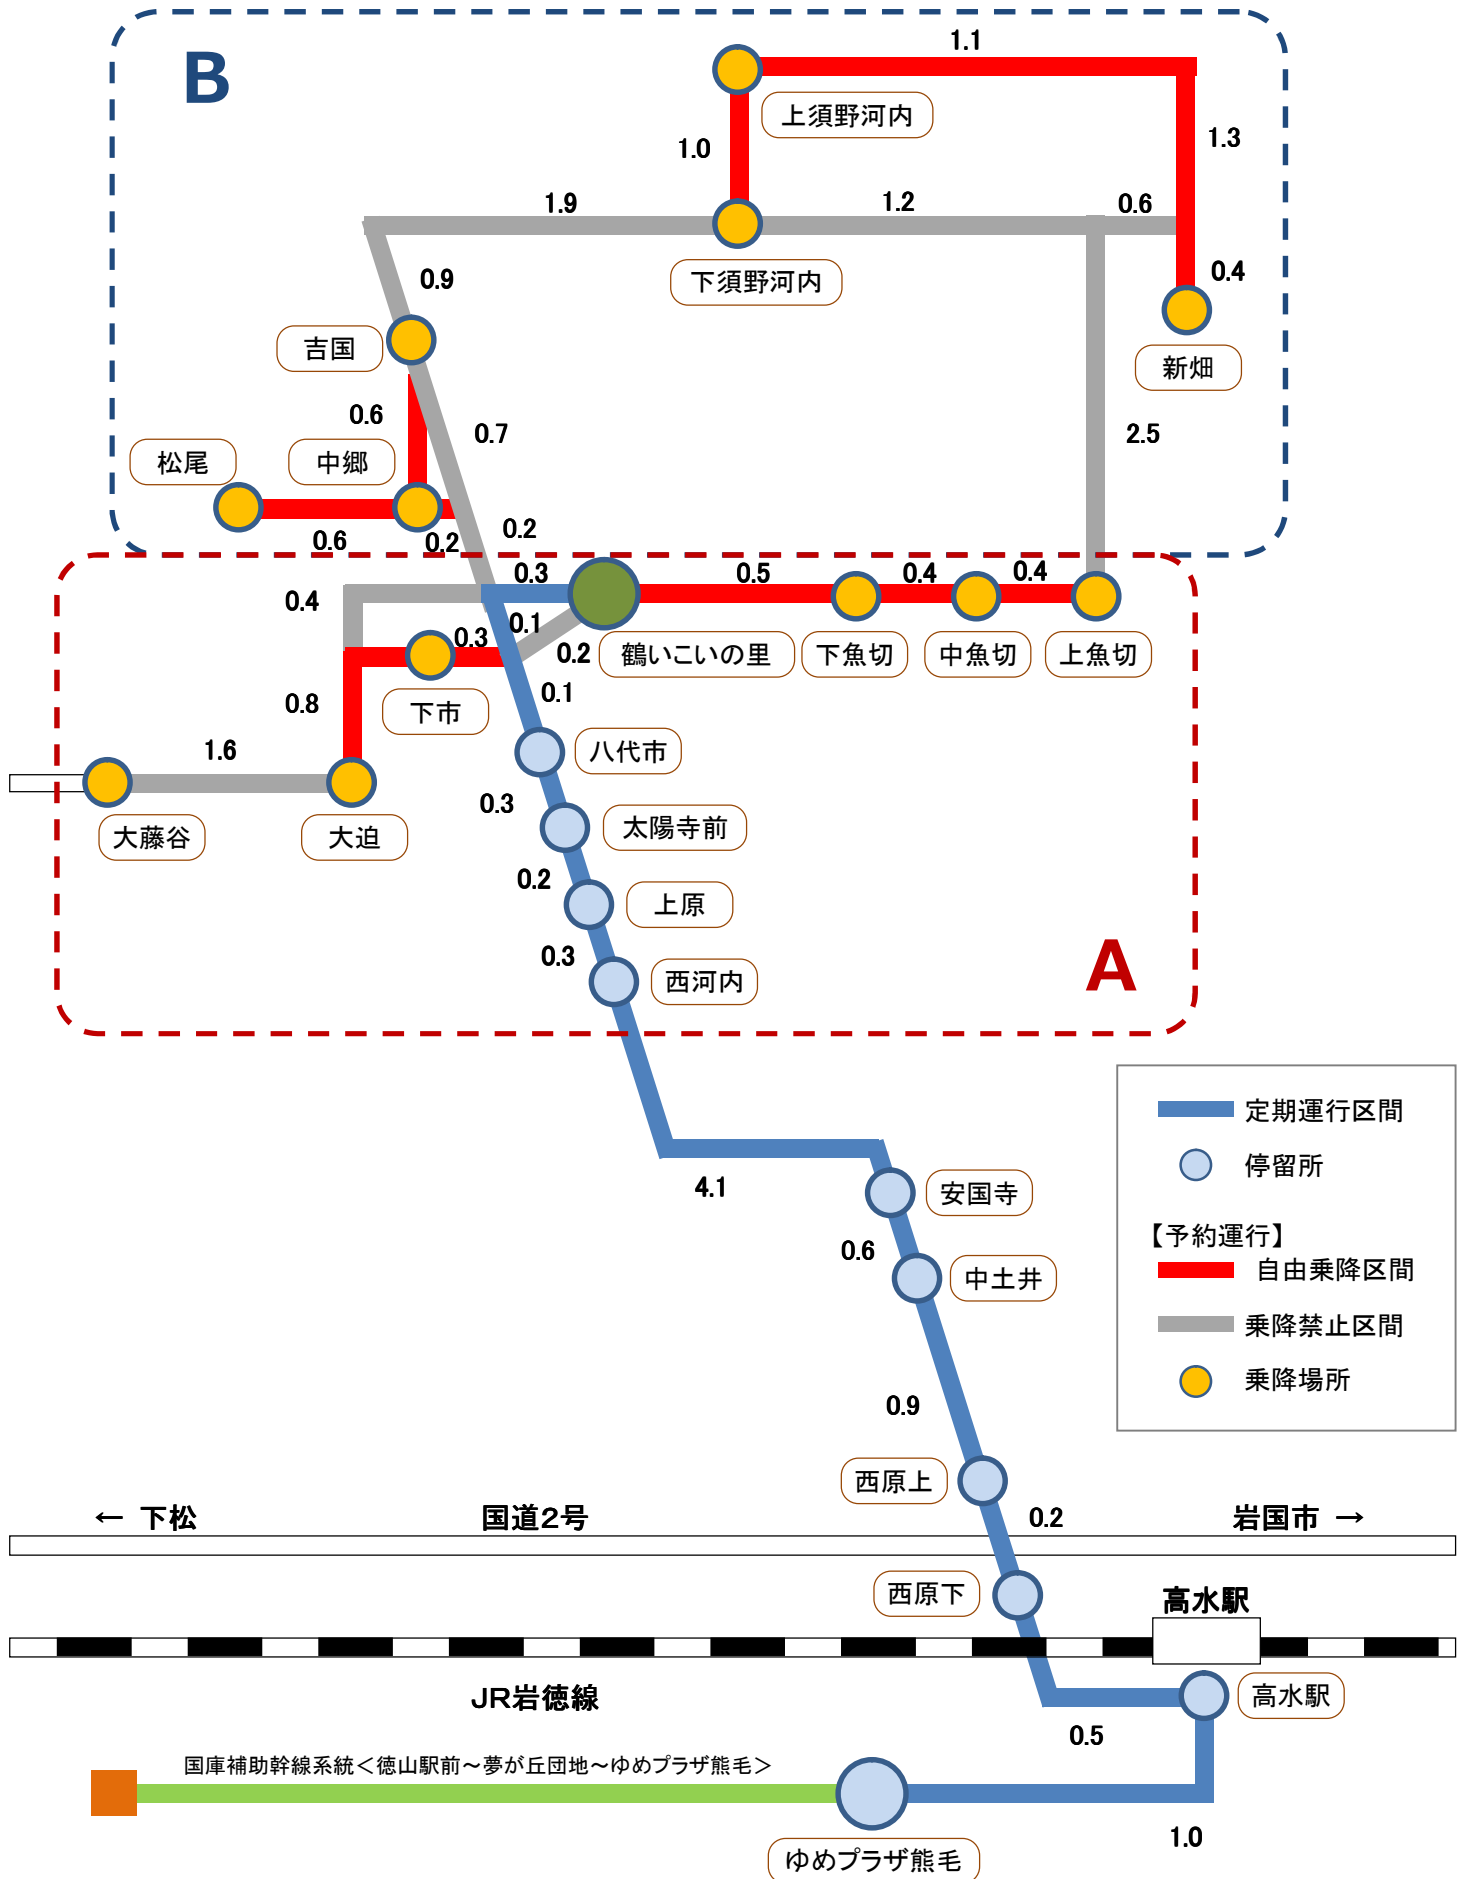 B
1.1
上須野河内
1.0
1.3
1.9
1.2
0.6
下須野河内
0.9
0.4
吉国
新畑
0.6
0.7
2.5
松尾
中郷
0.6
0.2
0.2
0.4
0.3
0.5
0.4
0.4
0.3
0.1
0.2
鶴いこいの里
下魚切
中魚切
上魚切
0.8
下市
0.1
1.6
八代市
0.3
大藤谷
大迫
太陽寺前
0.2
上原
0.3
西河内
A
4.1
安国寺
0.6
中土井
0.9
定期運行区間
停留所
【予約運行】
自由乗降区間
乗降禁止区間
乗降場所
西原上
← 下松
国道2号
0.2
岩国市 →
西原下
高水駅
JR岩徳線
高水駅
0.5
国庫補助幹線系統＜徳山駅前～夢が丘団地～ゆめプラザ熊毛＞
1.0
ゆめプラザ熊毛